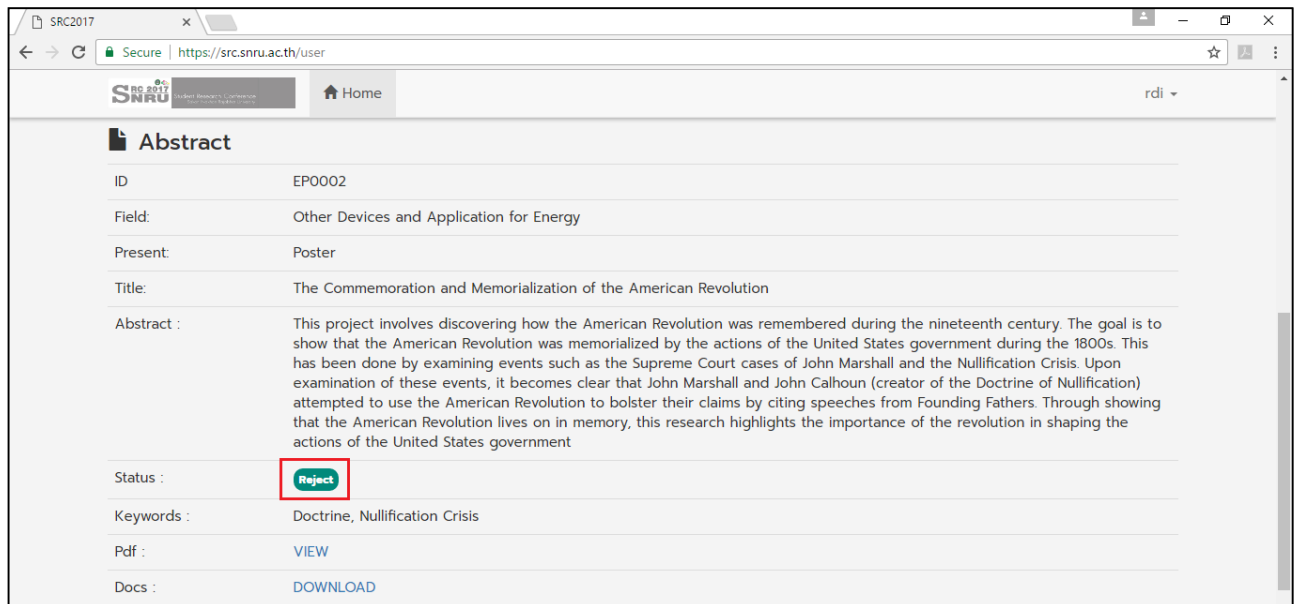 SRC2017
Secure | https://src.snru.ac.th/user
SRC 2017
SNRU
Student Research Conference
Home
rdi
Abstract
ID EP0002
Field: Other Devices and Application for Energy
Present: Poster
Title: The Commemoration and Memorialization of the American Revolution
Abstract : This project involves discovering how the American Revolution was remembered during the nineteenth century. The goal is to
show that the American Revolution was memorialized by the actions of the United States government during the 1800s. This
has been done by examining events such as the Supreme Court cases of John Marshall and the Nullification Crisis. Upon
examination of these events, it becomes clear that John Marshall and John Calhoun (creator of the Doctrine of Nullification)
attempted to use the American Revolution to bolster their claims by citing speeches from Founding Fathers. Through showing
that the American Revolution lives on in memory, this research highlights the importance of the revolution in shaping the
actions of the United States government
Status : Reject
Keywords : Doctrine, Nullification Crisis
Pdf : VIEW
Docs : DOWNLOAD